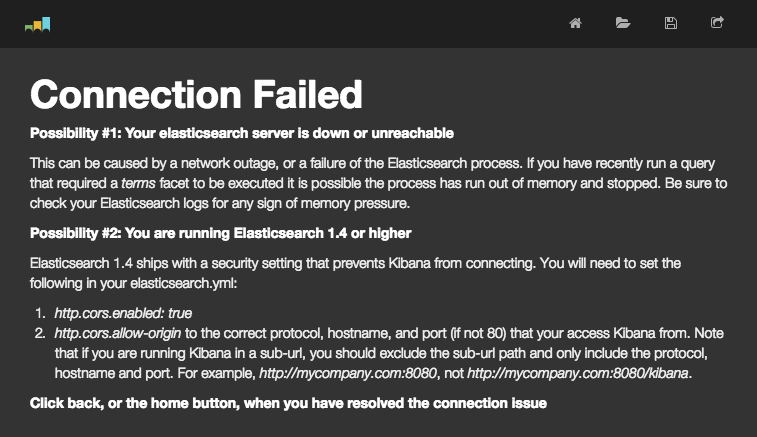 Connection Failed
Possibility #1: Your elasticsearch server is down or unreachable
This can be caused by a network outage, or a failure of the Elasticsearch process. If you have recently run a query
that required a terms facet to be executed it is possible the process has run out of memory and stopped. Be sure to
check your Elasticsearch logs for any sign of memory pressure.
Possibility #2: You are running Elasticsearch 1.4 or higher
Elasticsearch 1.4 ships with a security setting that prevents Kibana from connecting. You will need to set the
following in your elasticsearch.yml:
1. http.cors.enabled: true
2. http.cors.allow-origin to the correct protocol, hostname, and port (if not 80) that your access Kibana from. Note
that if you are running Kibana in a sub-url, you should exclude the sub-url path and only include the protocol,
hostname and port. For example, http://mycompany.com:8080, not http://mycompany.com:8080/kibana.
Click back, or the home button, when you have resolved the connection issue